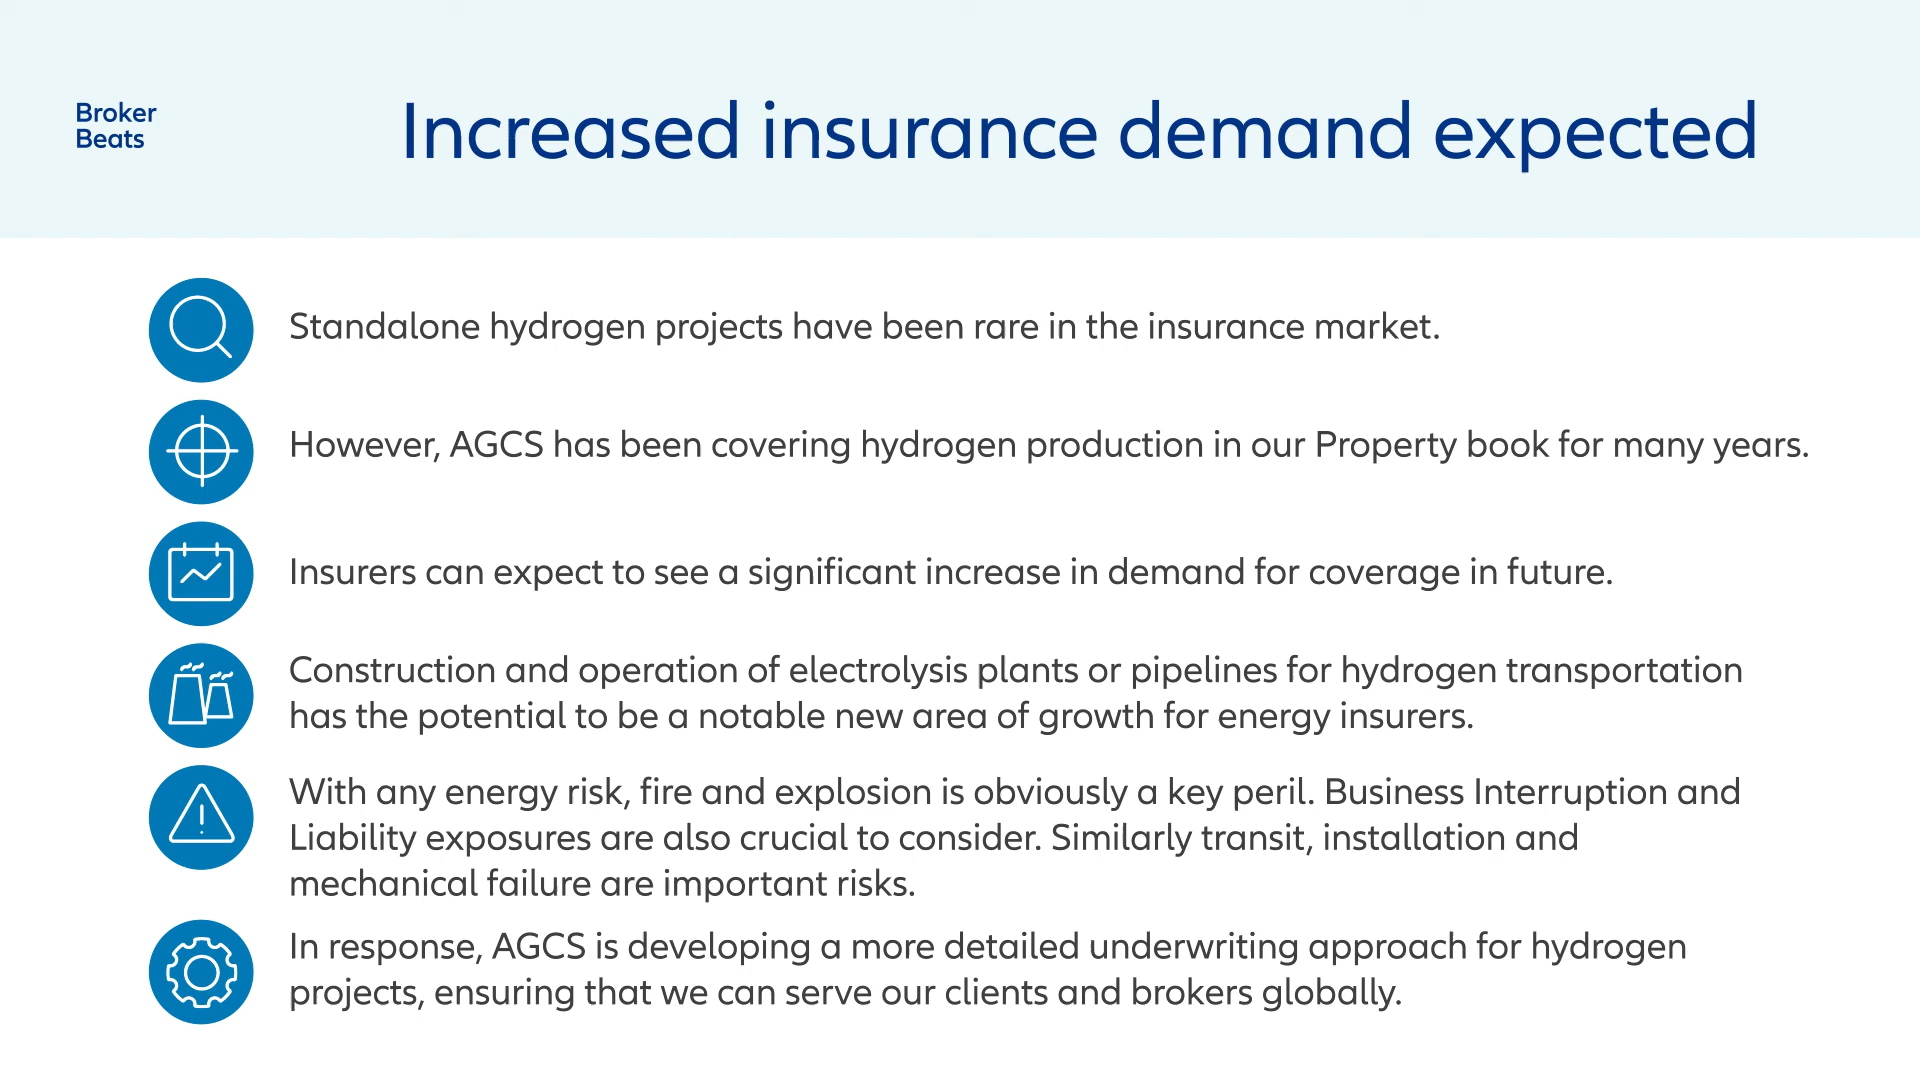 Broker
Beats
Increased insurance demand expected
Standalone hydrogen projects have been rare in the insurance market.
However, AGCS has been covering hydrogen production in our Property book for many years.
Insurers can expect to see a significant increase in demand for coverage in future.
Construction and operation of electrolysis plants or pipelines for hydrogen transportation
has the potential to be a notable new area of growth for energy insurers.
With any energy risk, fire and explosion is obviously a key peril. Business Interruption and
Liability exposures are also crucial to consider. Similarly transit, installation and
mechanical failure are important risks.
In response, AGCS is developing a more detailed underwriting approach for hydrogen
projects, ensuring that we can serve our clients and brokers globally.